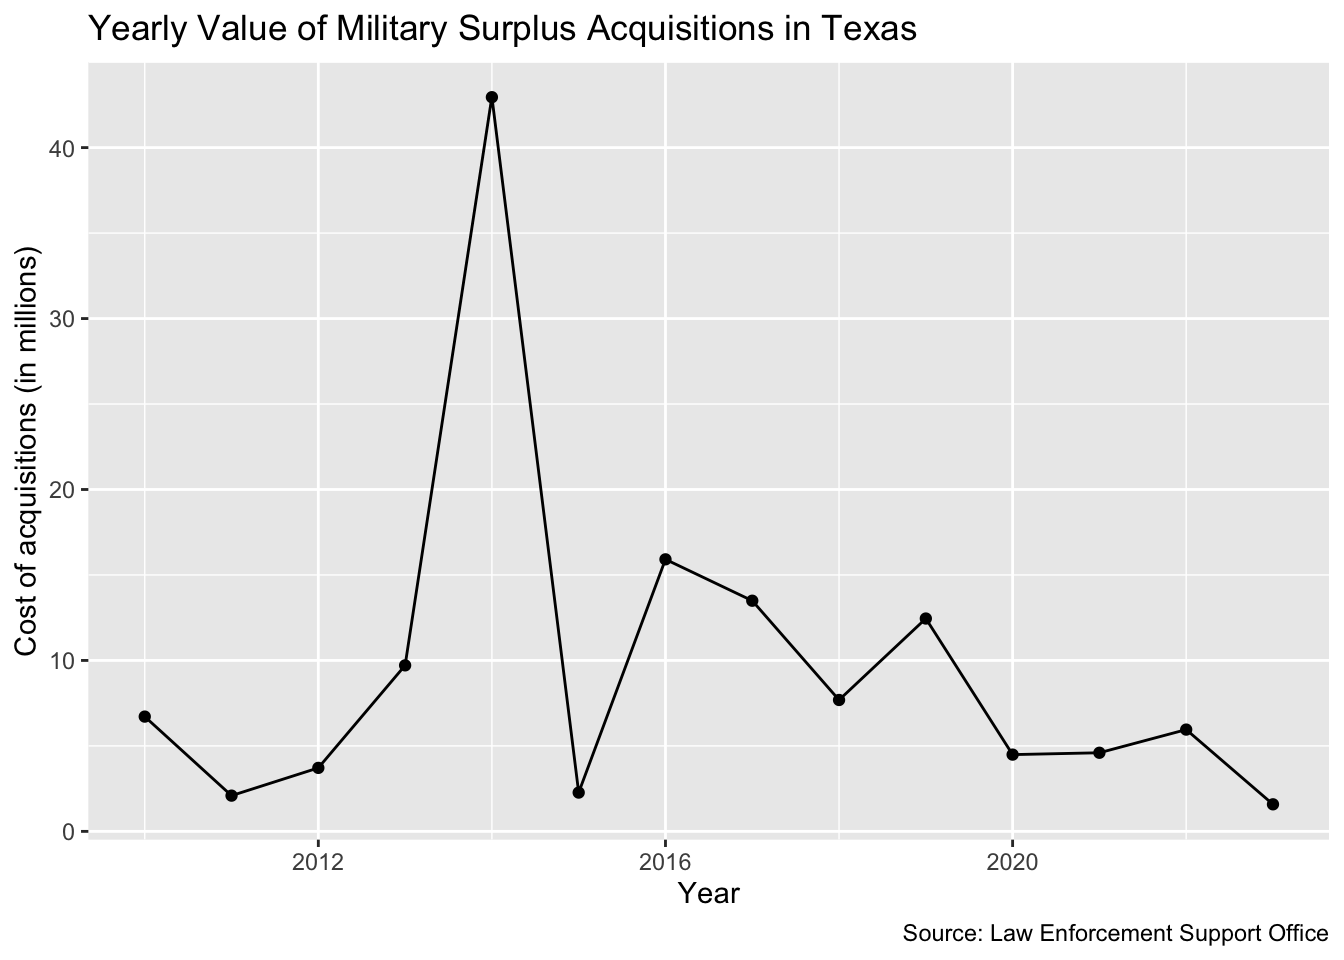 Yearly Value of Military Surplus Acquisitions in Texas
Cost of acquisitions (in millions)
40
30
20
10
0
2012 2016 2020
Year
Source: Law Enforcement Support Office